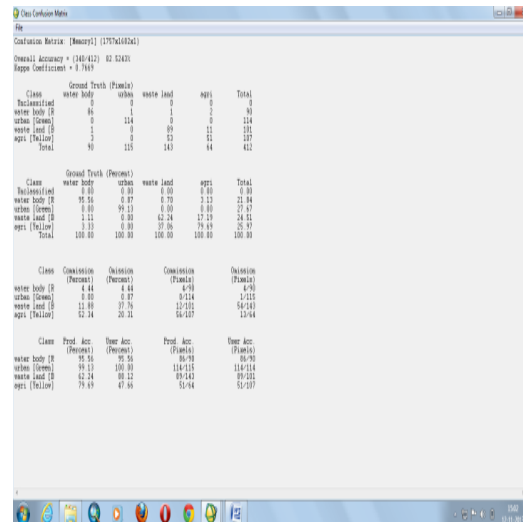 Class Confusion Matrix
File
Confusion Matrix: [Memory1] (1757x1682x1)
Overall Accuracy = (340/412) 82.5243%
Kappa Coefficient = 0.7669
Ground Truth (Pixels)
Class water body urban waste land agri Total
Unclassified 0 0 0 0 0
water body [R 86 1 1 2 90
urban [Green] 0 114 0 0 114
waste land [B 1 0 89 11 101
agri [Yellow] 3 0 53 51 107
Total 90 115 143 64 412
Ground Truth (Percent)
Class water body urban waste land agri Total
Unclassified 0.00 0.00 0.00 0.00 0.00
water body [R 95.56 0.87 0.70 3.13 21.84
urban [Green] 0.00 99.13 0.00 0.00 27.67
waste land [B 1.11 0.00 62.24 17.19 24.51
agri [Yellow] 3.33 0.00 37.06 79.69 25.97
Total 100.00 100.00 100.00 100.00 100.00
Class Commission Omission Commission Omission
(Percent) (Percent) (Pixels) (Pixels)
water body [R 4.44 4.44 4/90 4/90
urban [Green] 0.00 0.87 0/114 1/115
waste land [B 11.88 37.76 12/101 54/143
agri [Yellow] 52.34 20.31 56/107 13/64
Class Prod. Acc. User Acc. Prod. Acc. User Acc.
(Percent) (Percent) (Pixels) (Pixels)
water body [R 95.56 95.56 86/90 86/90
urban [Green] 99.13 100.00 114/115 114/114
waste land [B 62.24 88.12 89/143 89/101
agri [Yellow] 79.69 47.66 51/64 51/107